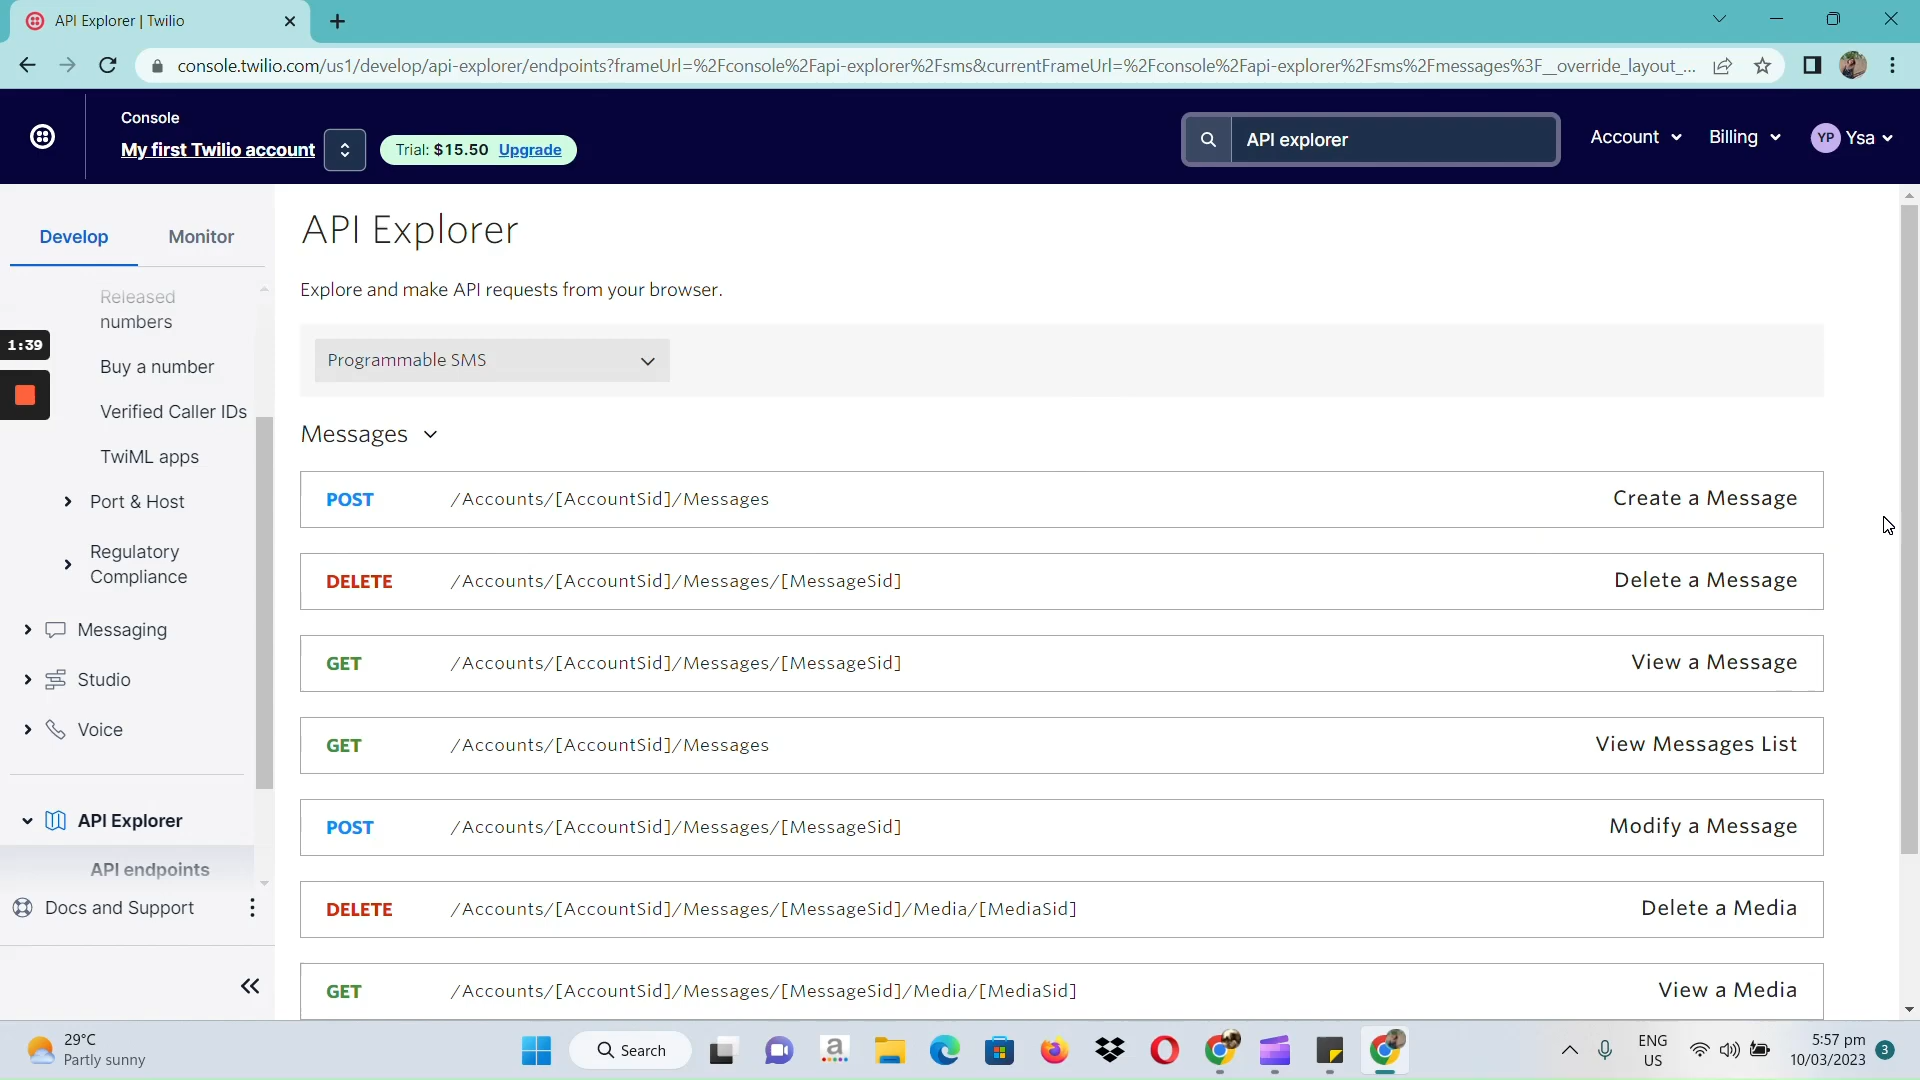 API Explorer | Twilio
console.twilio.com/us1/develop/api-explorer/endpoints?frameUrl=%2Fconsole%2Fapi-explorer%2Fsms&currentFrameUrl=%2Fconsole%2Fapi-explorer%2Fsms%2Fmessages%3F__override_layout_...
Console
My first Twilio account
Trial: $15.50 Upgrade
API explorer
Account
Billing
YP Ysa
Develop
Monitor
Released
numbers
1:39
Buy a number
Verified Caller IDs
TwiML apps
Port & Host
Regulatory
Compliance
Messaging
Studio
Voice
API Explorer
API endpoints
Docs and Support
API Explorer
Explore and make API requests from your browser.
Programmable SMS
Messages
POST /Accounts/[AccountSid]/Messages Create a Message
DELETE /Accounts/[AccountSid]/Messages/[MessageSid] Delete a Message
GET /Accounts/[AccountSid]/Messages/[MessageSid] View a Message
GET /Accounts/[AccountSid]/Messages View Messages List
POST /Accounts/[AccountSid]/Messages/[MessageSid] Modify a Message
DELETE /Accounts/[AccountSid]/Messages/[MessageSid]/Media/[MediaSid] Delete a Media
GET /Accounts/[AccountSid]/Messages/[MessageSid]/Media/[MediaSid] View a Media
29°C
Partly sunny
Search
a
ENG
US
5:57 pm
10/03/2023
3